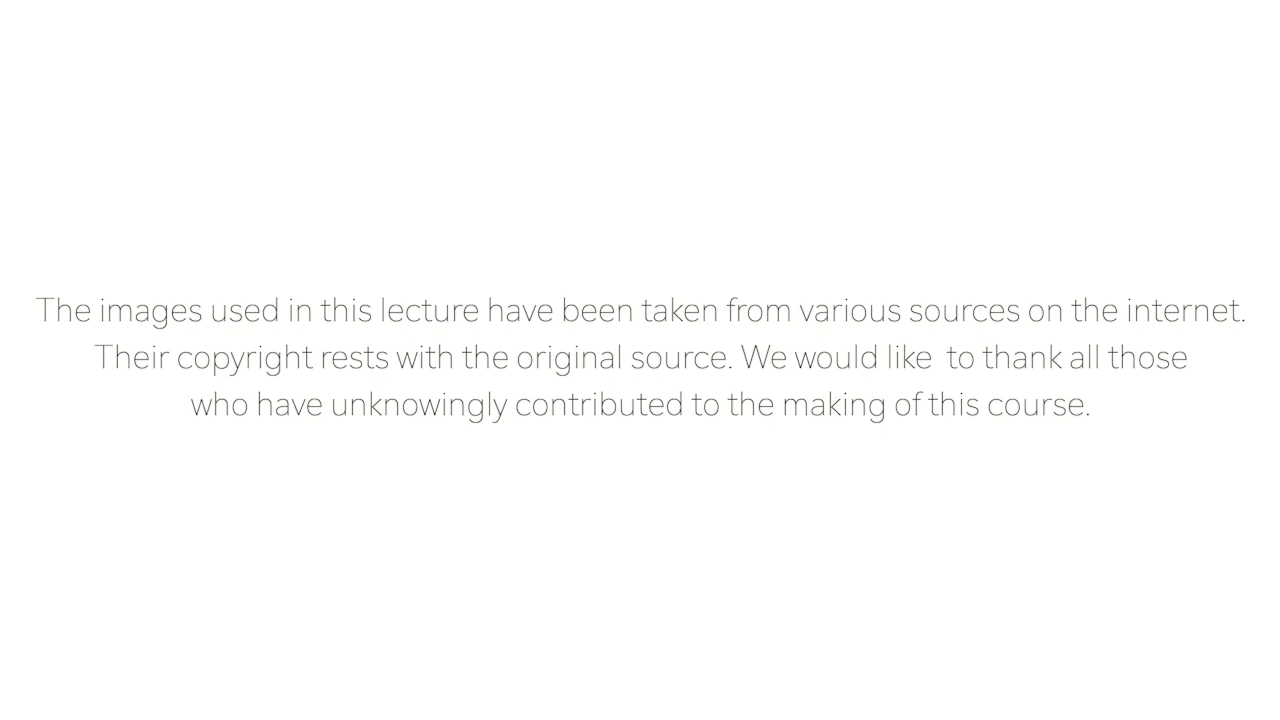 The images used in this lecture have been taken from various sources on the internet.
Their copyright rests with the original source. We would like  to thank all those
who have unknowingly contributed to the making of this course.